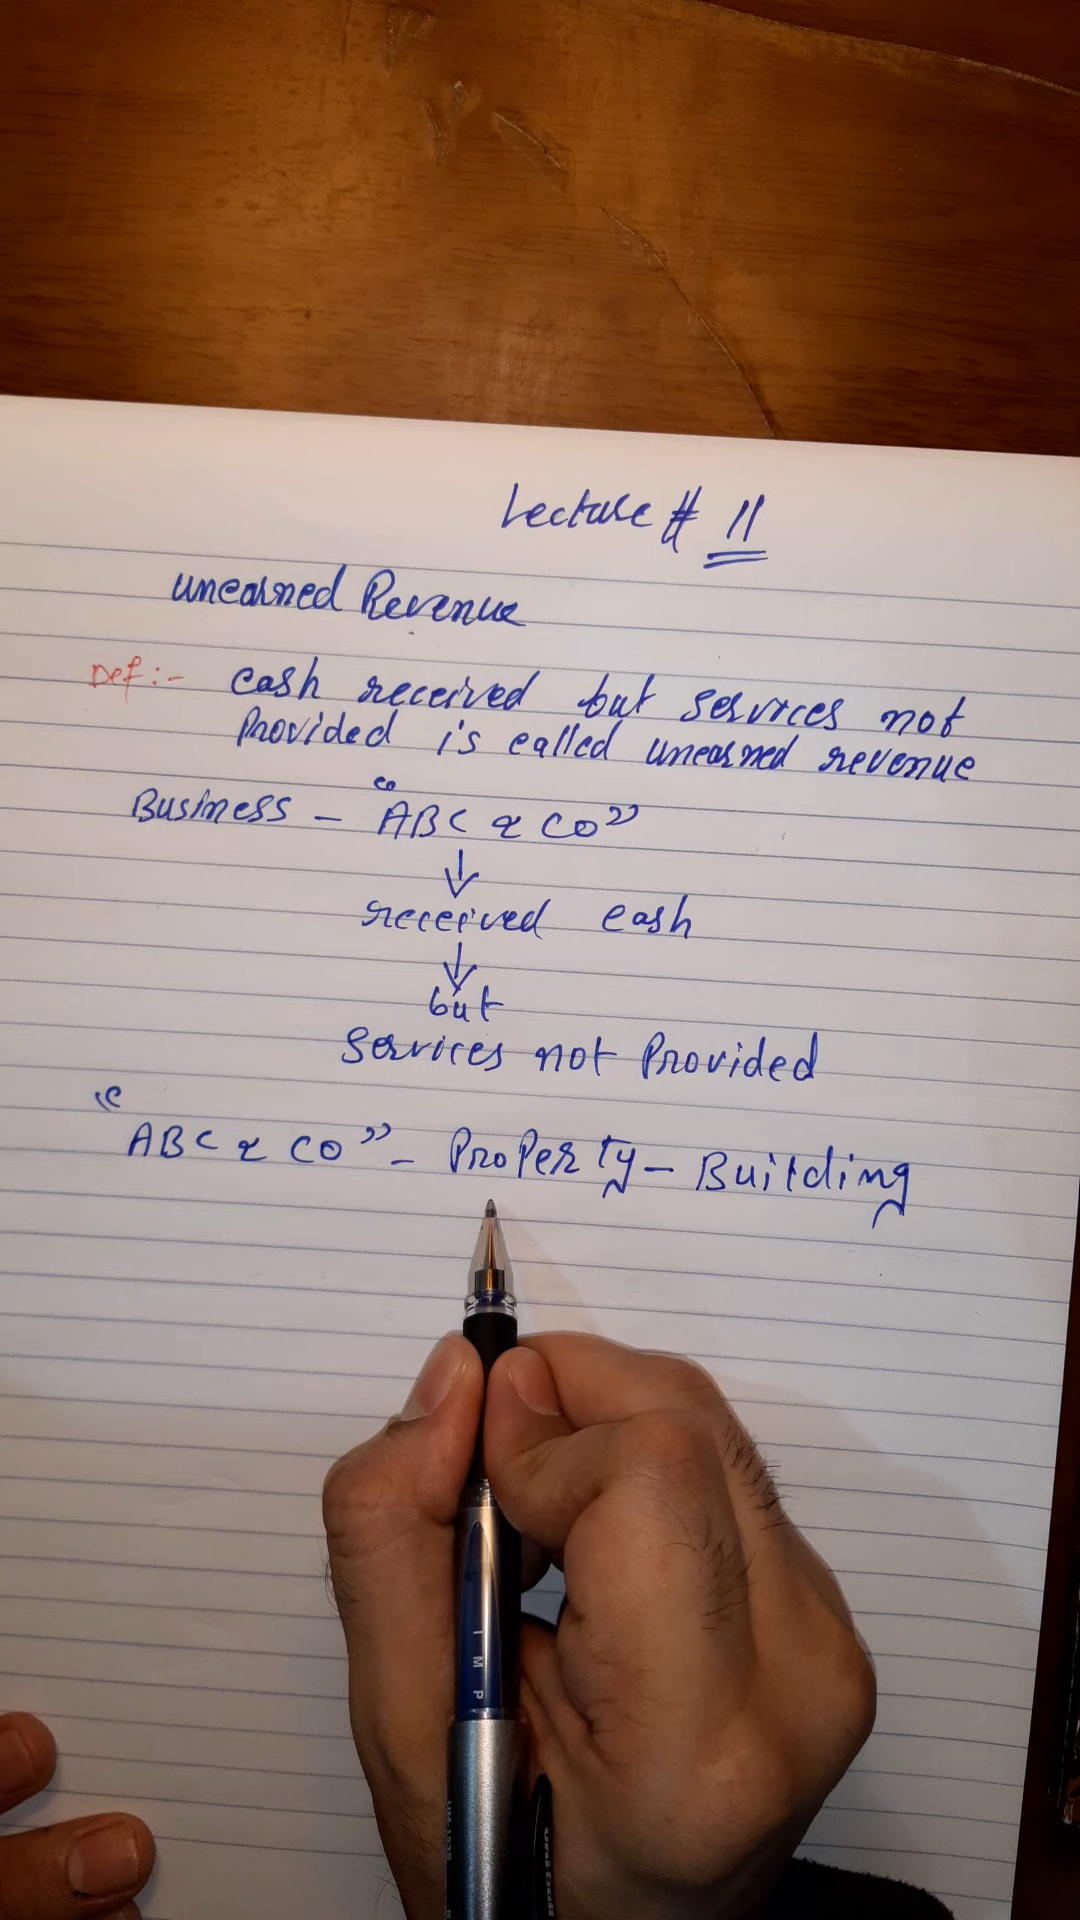 Lecture # 11
unearned Revenue
Def:- cash received but services not
Provided is called unearned revenue
Business - "ABC & CO"
↓
received cash
↓
but
Services not Provided
"ABC & CO" - Property - Building
IMP